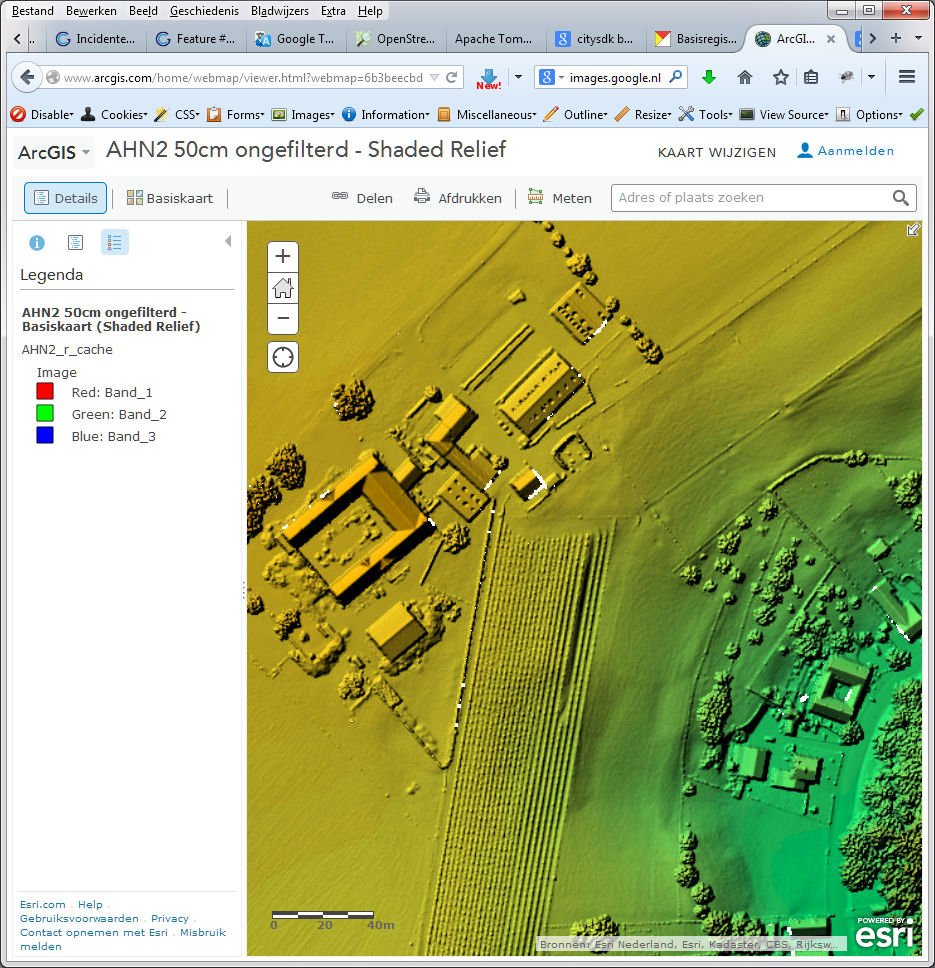 Bestand Bewerken Beeld Geschiedenis Bladwijzers Extra Help
... Incidente... Feature #... Google T... OpenStre... Apache Tom... citysdk b... Basisregis... ArcGI...
www.arcgis.com/home/webmap/viewer.html?webmap=6b3beecbd New! images.google.nl
Disable Cookies CSS Forms Images Information Miscellaneous Outline Resize Tools View Source Options
ArcGIS AHN2 50cm ongefilterd - Shaded Relief KAART WIJZIGEN Aanmelden
Details Basiskaart Delen Afdrukken Meten Adres of plaats zoeken
Legenda
AHN2 50cm ongefilterd -
Basiskaart (Shaded Relief)
AHN2_r_cache
Image
Red: Band_1
Green: Band_2
Blue: Band_3
Esri.com . Help .
Gebruiksvoorwaarden . Privacy .
Contact opnemen met Esri . Misbruik
melden
0 20 40m
Bronnen: Esri Nederland, Esri, Kadaster, CBS, Rijksw...
POWERED BY
esri